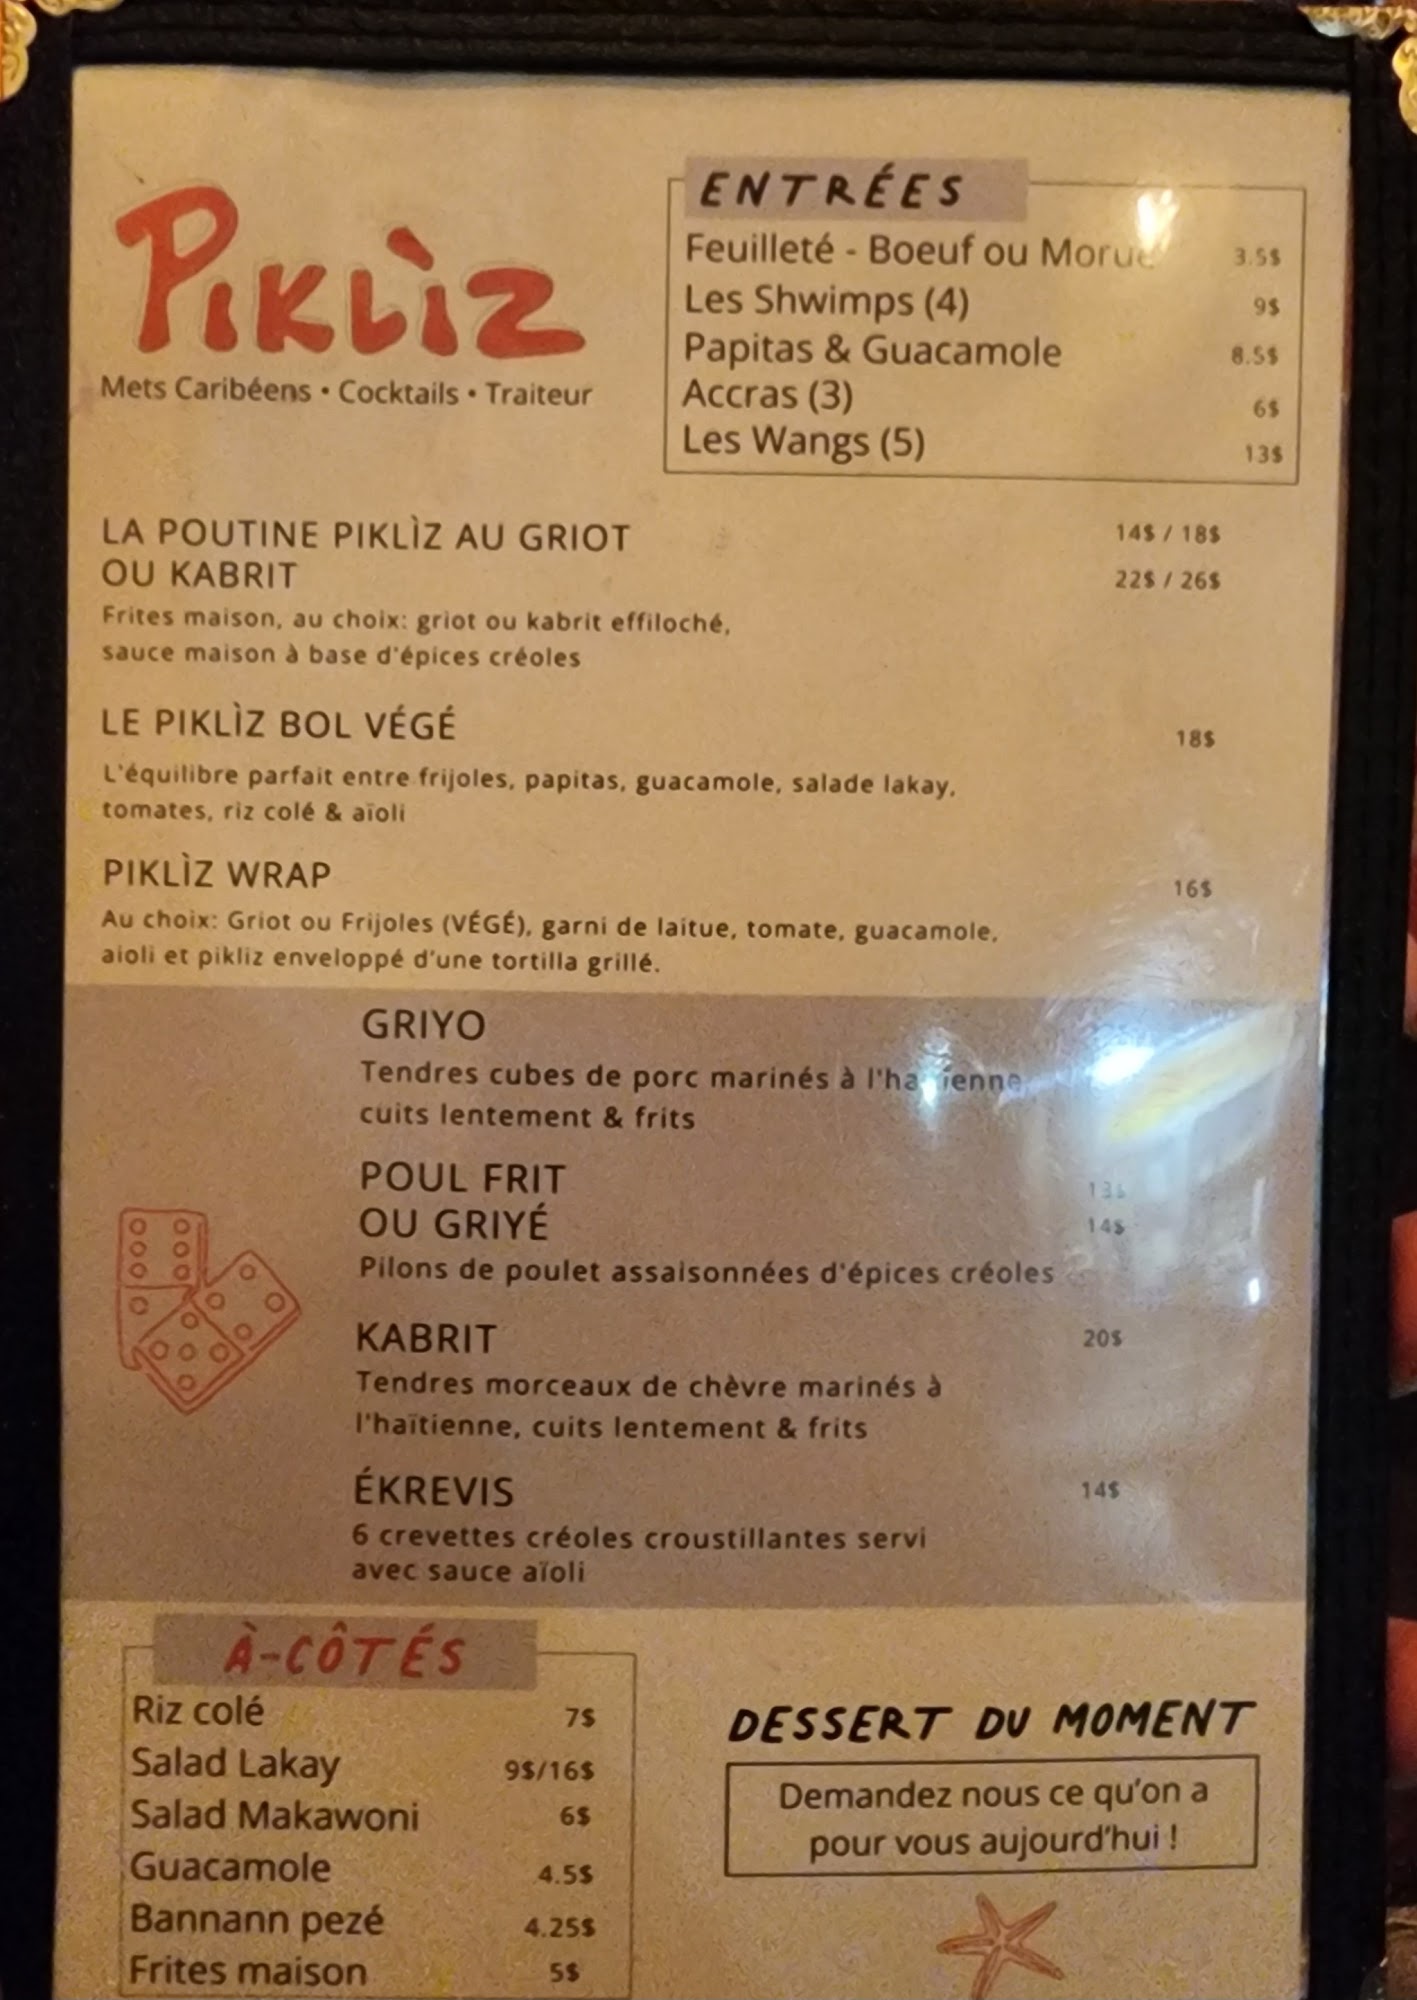 PIKLÌZ
Mets Caribéens • Cocktails • Traiteur
ENTRÉES
Feuilleté - Boeuf ou Morue 3.5$
Les Shwimps (4) 9$
Papitas & Guacamole 8.5$
Accras (3) 6$
Les Wangs (5) 13$
LA POUTINE PIKLÌZ AU GRIOT 14$ / 18$
OU KABRIT 22$ / 26$
Frites maison, au choix: griot ou kabrit effiloché,
sauce maison à base d'épices créoles
LE PIKLÌZ BOL VÉGÉ 18$
L'équilibre parfait entre frijoles, papitas, guacamole, salade lakay,
tomates, riz colé & aïoli
PIKLÌZ WRAP 16$
Au choix: Griot ou Frijoles (VÉGÉ), garni de laitue, tomate, guacamole,
aioli et pikliz enveloppé d'une tortilla grillé.
GRIYO
Tendres cubes de porc marinés à l'haïtienne,
cuits lentement & frits
POUL FRIT 13$
OU GRIYÉ 14$
Pilons de poulet assaisonnées d'épices créoles
KABRIT 20$
Tendres morceaux de chèvre marinés à
l'haïtienne, cuits lentement & frits
ÉKREVIS 14$
6 crevettes créoles croustillantes servi
avec sauce aïoli
À-CÔTÉS
Riz colé 7$
Salad Lakay 9$/16$
Salad Makawoni 6$
Guacamole 4.5$
Bannann pezé 4.25$
Frites maison 5$
DESSERT DU MOMENT
Demandez nous ce qu'on a
pour vous aujourd'hui !